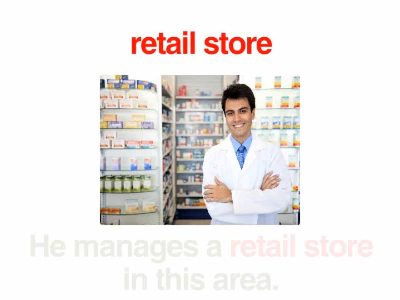 retail store
He manages a retail store
in this area.